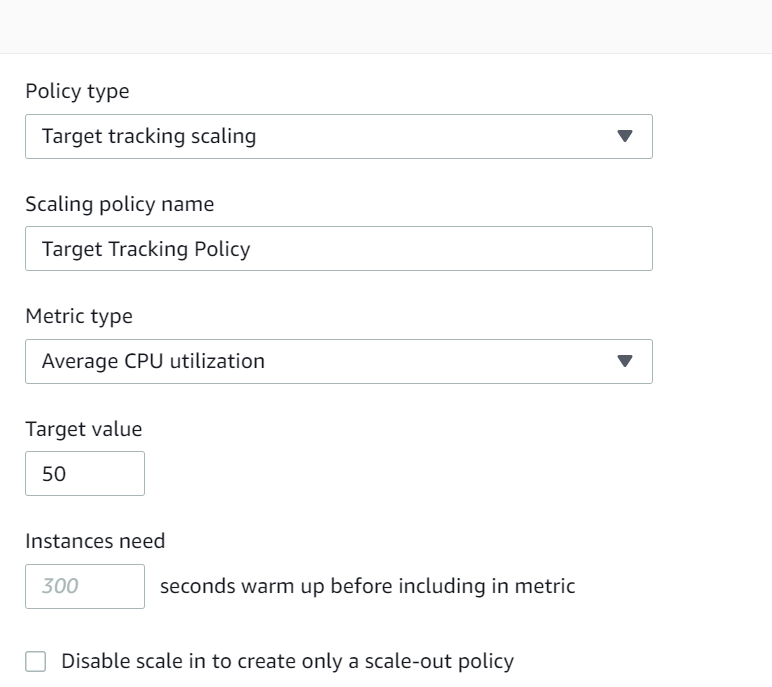 Policy type
Target tracking scaling
Scaling policy name
Target Tracking Policy
Metric type
Average CPU utilization
Target value
50
Instances need
300 seconds warm up before including in metric
Disable scale in to create only a scale-out policy